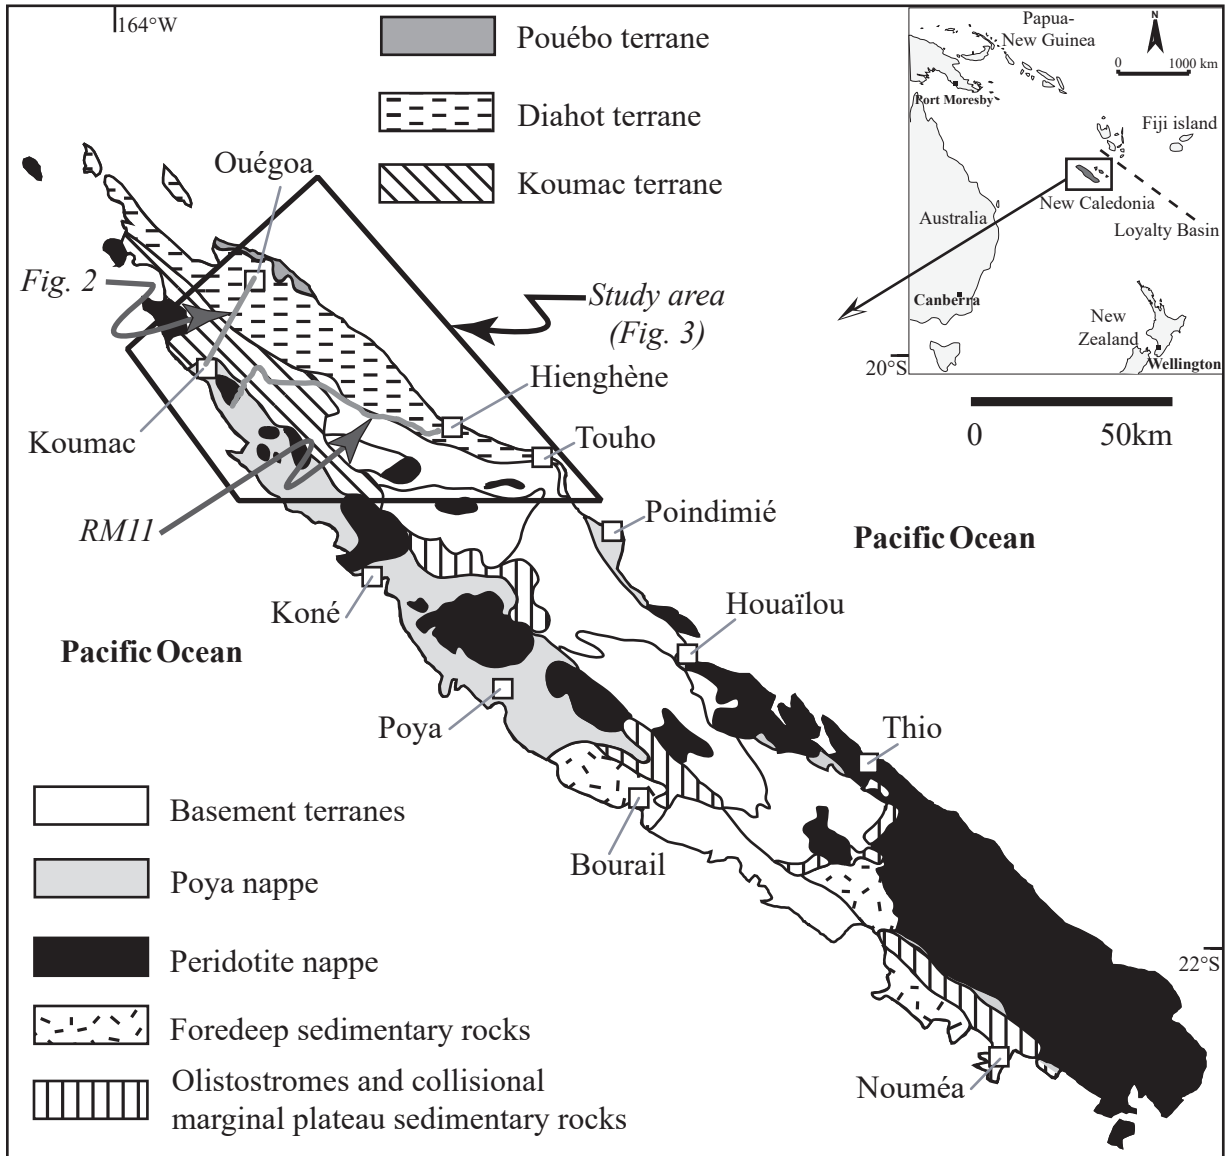 164°W
Pouébo terrane
Diahot terrane
Koumac terrane
Papua-
New Guinea
N
0 1000 km
Port Moresby
Fiji island
New Caledonia
Australia
Loyalty Basin
Canberra
New
Zealand
Wellington
Ouégoa
Fig. 2
Study area
(Fig. 3)
20°S
0 50km
Hienghène
Koumac
Touho
RM11
Poindimié
Pacific Ocean
Koné
Houaïlou
Pacific Ocean
Poya
Thio
Basement terranes
Bourail
Poya nappe
Peridotite nappe
22°S
Foredeep sedimentary rocks
Nouméa
Olistostromes and collisional
marginal plateau sedimentary rocks